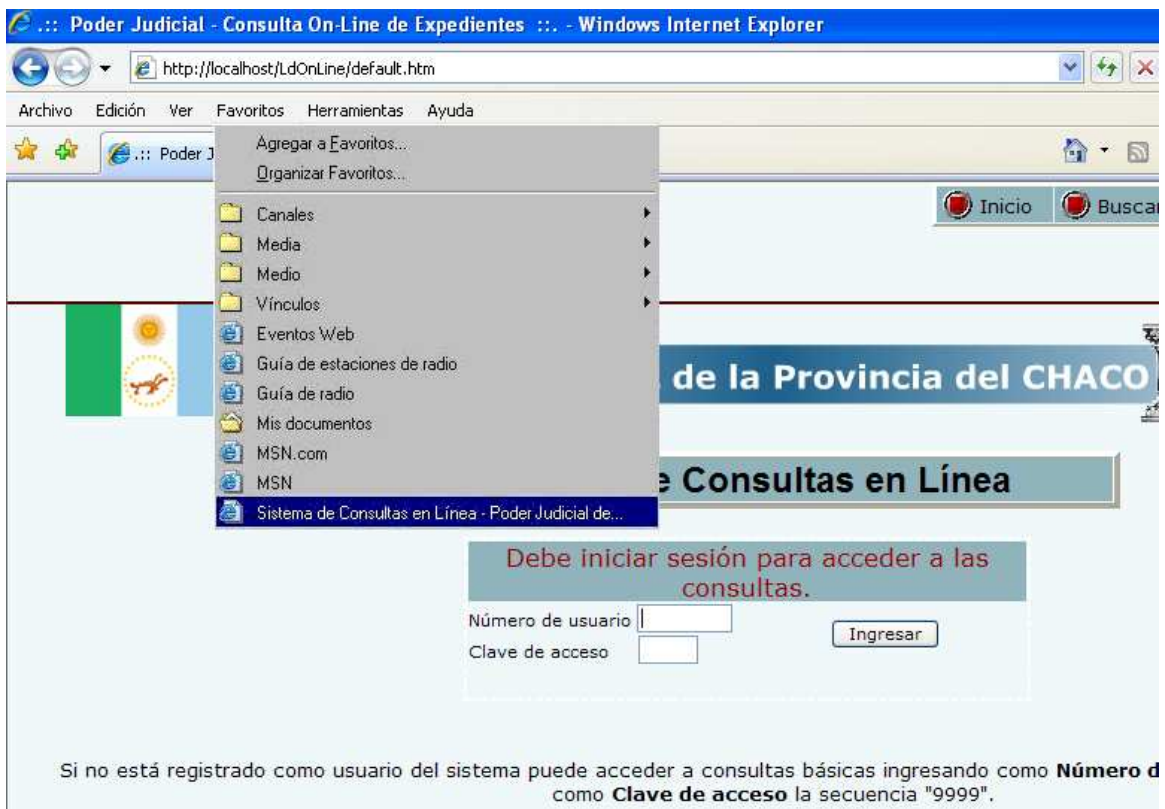 .:: Poder Judicial - Consulta On-Line de Expedientes ::. - Windows Internet Explorer
http://localhost/LdOnLine/default.htm
Archivo Edición Ver Favoritos Herramientas Ayuda
.:: Poder J
Agregar a Favoritos...
Organizar Favoritos...
Canales
Media
Medio
Vínculos
Eventos Web
Guía de estaciones de radio
Guía de radio
Mis documentos
MSN.com
MSN
Sistema de Consultas en Línea - Poder Judicial de...
Inicio Buscar
de la Provincia del CHACO
Consultas en Línea
Debe iniciar sesión para acceder a las
consultas.
Número de usuario
Ingresar
Clave de acceso
Si no está registrado como usuario del sistema puede acceder a consultas básicas ingresando como Número d
como Clave de acceso la secuencia "9999".